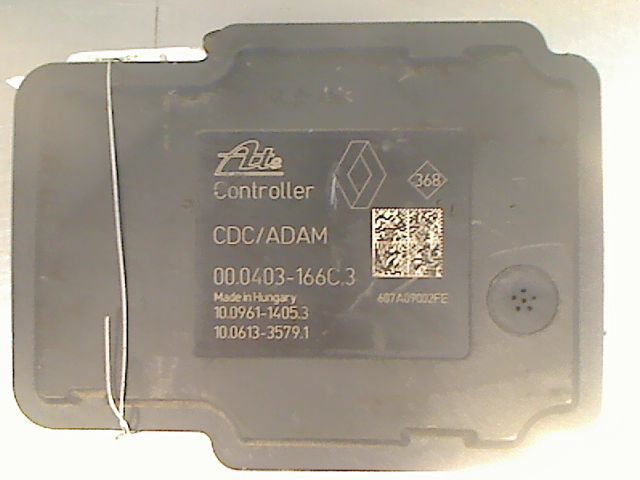 Ate
Controller
368
CDC/ADAM
00.0403-166C.3
Made in Hungary
607A09002FE
10.0961-1405.3
10.0613-3579.1